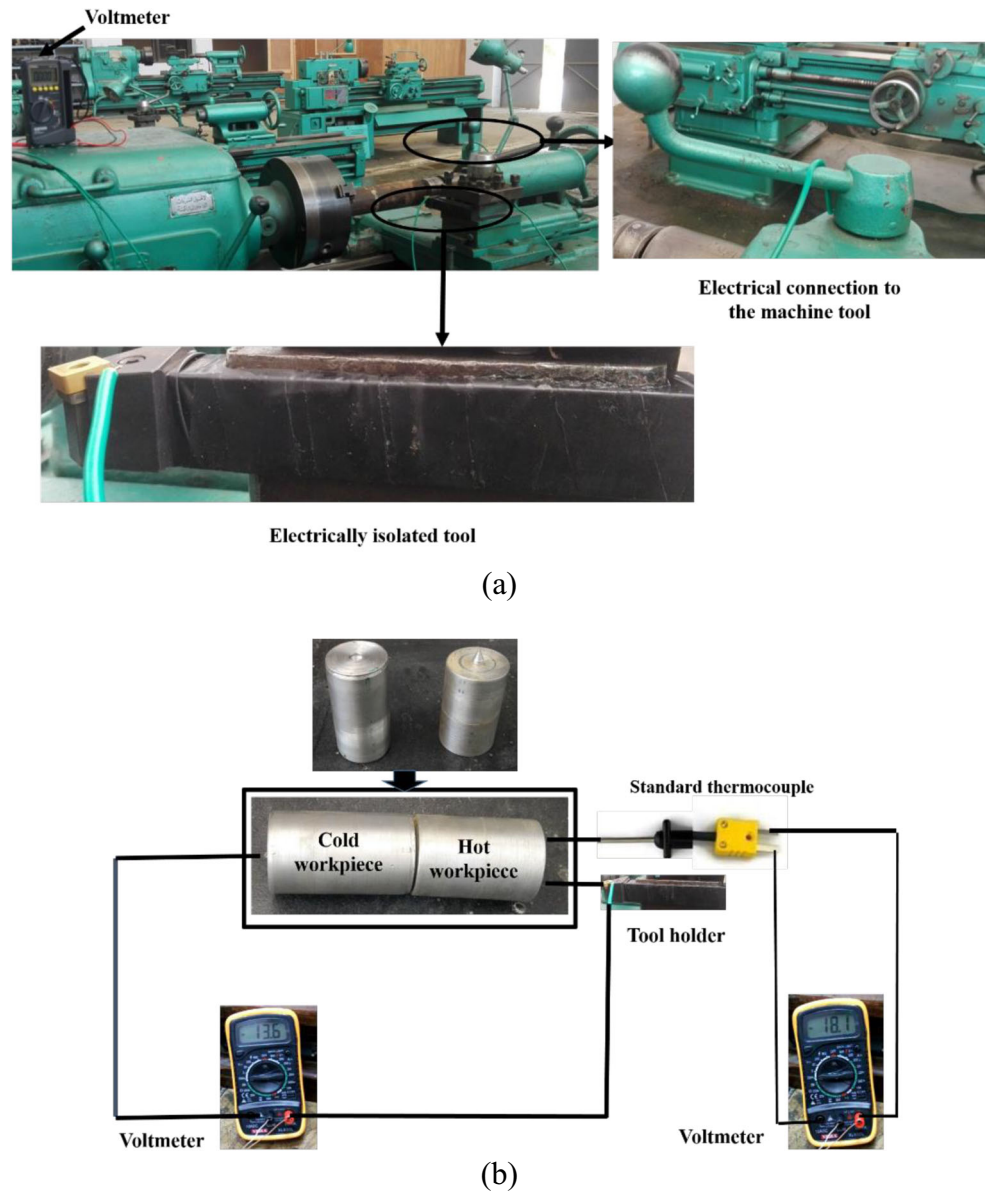 Voltmeter
Electrical connection to
the machine tool
Electrically isolated tool
(a)
Standard thermocouple
Cold
workpiece
Hot
workpiece
Tool holder
13.6
18.1
Voltmeter
Voltmeter
(b)